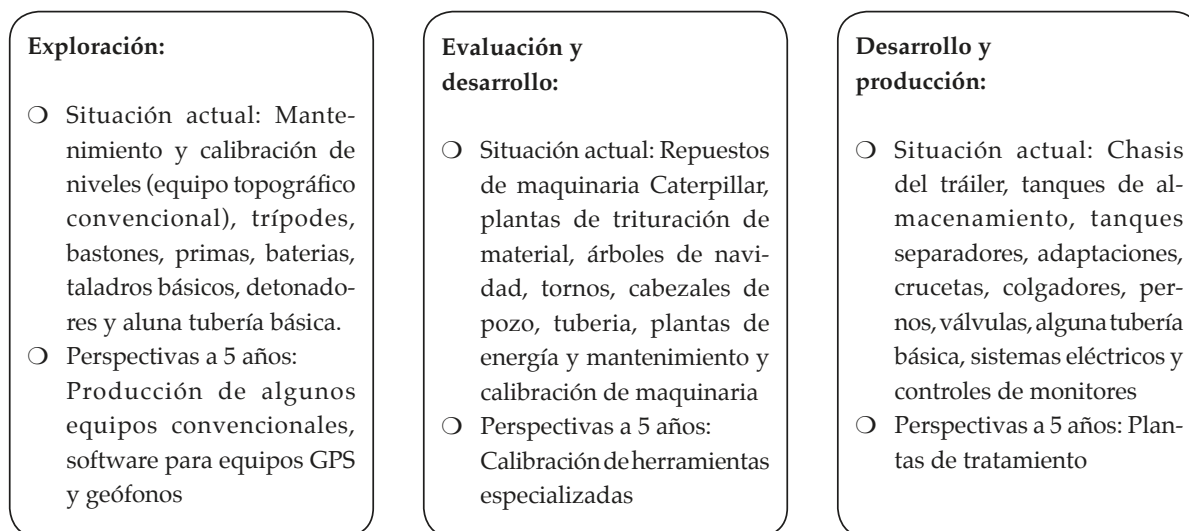 Exploración:
❍ Situación actual: Mante-
nimiento y calibración de
niveles (equipo topográfico
convencional), trípodes,
bastones, primas, baterias,
taladros básicos, detonado-
res y aluna tubería básica.
❍ Perspectivas a 5 años:
Producción de algunos
equipos convencionales,
software para equipos GPS
y geófonos
Evaluación y
desarrollo:
❍ Situación actual: Repuestos
de maquinaria Caterpillar,
plantas de trituración de
material, árboles de navi-
dad, tornos, cabezales de
pozo, tuberia, plantas de
energía y mantenimiento y
calibración de maquinaria
❍ Perspectivas a 5 años:
Calibración de herramientas
especializadas
Desarrollo y
producción:
❍ Situación actual: Chasis
del tráiler, tanques de al-
macenamiento, tanques
separadores, adaptaciones,
crucetas, colgadores, per-
nos, válvulas, alguna tubería
básica, sistemas eléctricos y
controles de monitores
❍ Perspectivas a 5 años: Plan-
tas de tratamiento